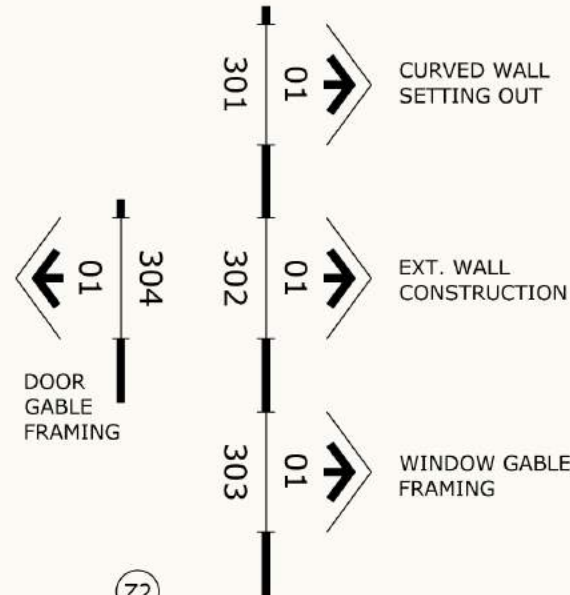 301
01
CURVED WALL
SETTING OUT
01
304
302
01
EXT. WALL
CONSTRUCTION
DOOR
GABLE
FRAMING
303
01
WINDOW GABLE
FRAMING